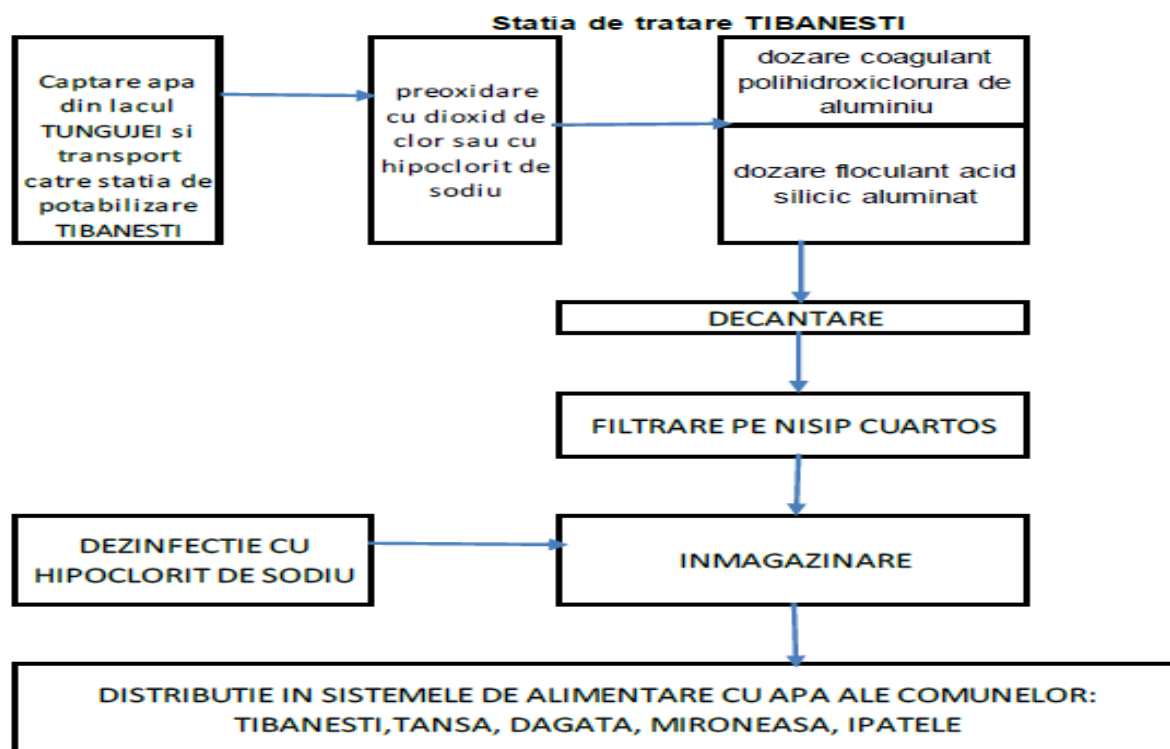 Statia de tratare TIBANESTI
Captare apa
din lacul
TUNGUJEI si
transport
catre statia de
potabilizare
TIBANESTI
preoxidare
cu dioxid de
clor sau cu
hipoclorit de
sodiu
dozare coagulant
polihidroxiclorura de
aluminiu
dozare floculant acid
silicic aluminat
DECANTARE
FILTRARE PE NISIP CUARTOS
DEZINFECTIE CU
HIPOCLORIT DE SODIU
INMAGAZINARE
DISTRIBUTIE IN SISTEMELE DE ALIMENTARE CU APA ALE COMUNELOR:
TIBANESTI,TANSA, DAGATA, MIRONEASA, IPATELE